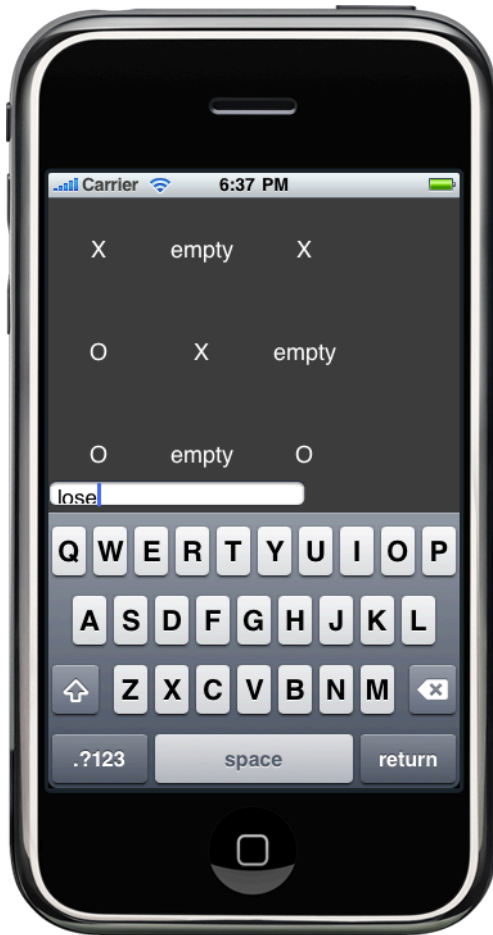 Carrier 6:37 PM
X empty X
O X empty
O empty O
lose
Q W E R T Y U I O P
A S D F G H J K L
Z X C V B N M
.?123 space return